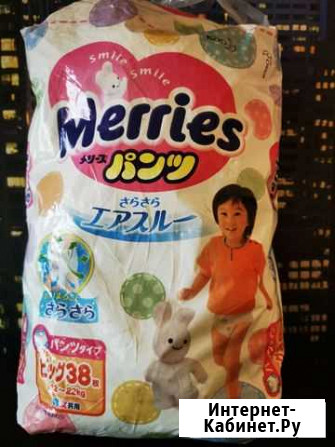 smile smile
Merries
メリーズ パンツ
さらさら
エアスルー
さらさら
パンツタイプ
ビッグ38枚
22kg
Интернет-
Кабинет.Ру